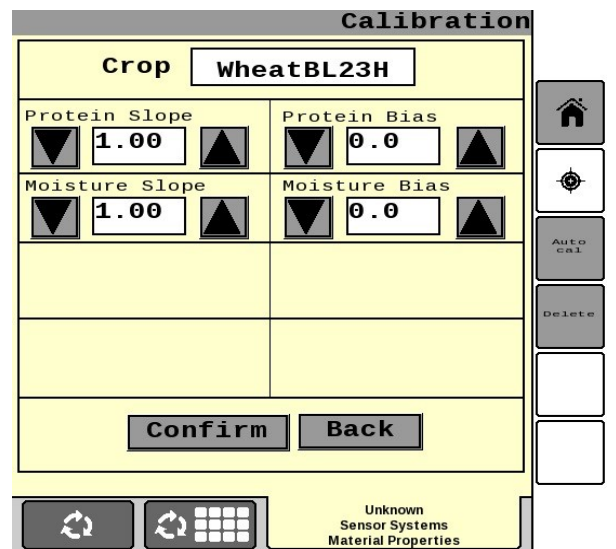 Calibration
Crop WheatBL23H
Protein Slope Protein Bias
1.00 0.0
Moisture Slope Moisture Bias
1.00 0.0
Auto
cal
Delete
Confirm Back
Unknown
Sensor Systems
Material Properties